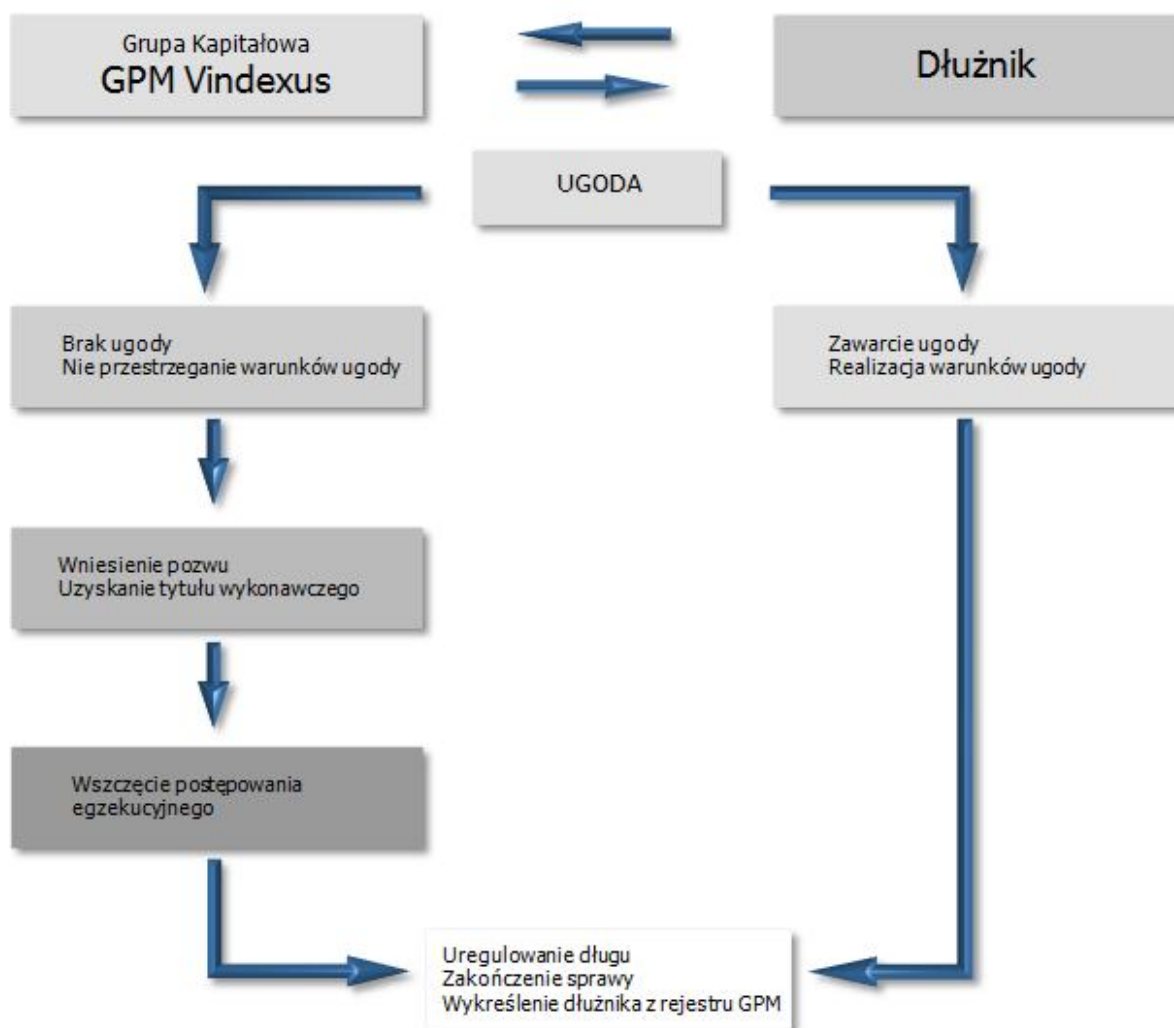 Grupa Kapitałowa
GPM Vindexus
Dłużnik
UGODA
Brak ugody
Nie przestrzeganie warunków ugody
Zawarcie ugody
Realizacja warunków ugody
Wniesienie pozwu
Uzyskanie tytułu wykonawczego
Wszczęcie postępowania
egzekucyjnego
Uregulowanie długu
Zakończenie sprawy
Wykreślenie dłużnika z rejestru GPM